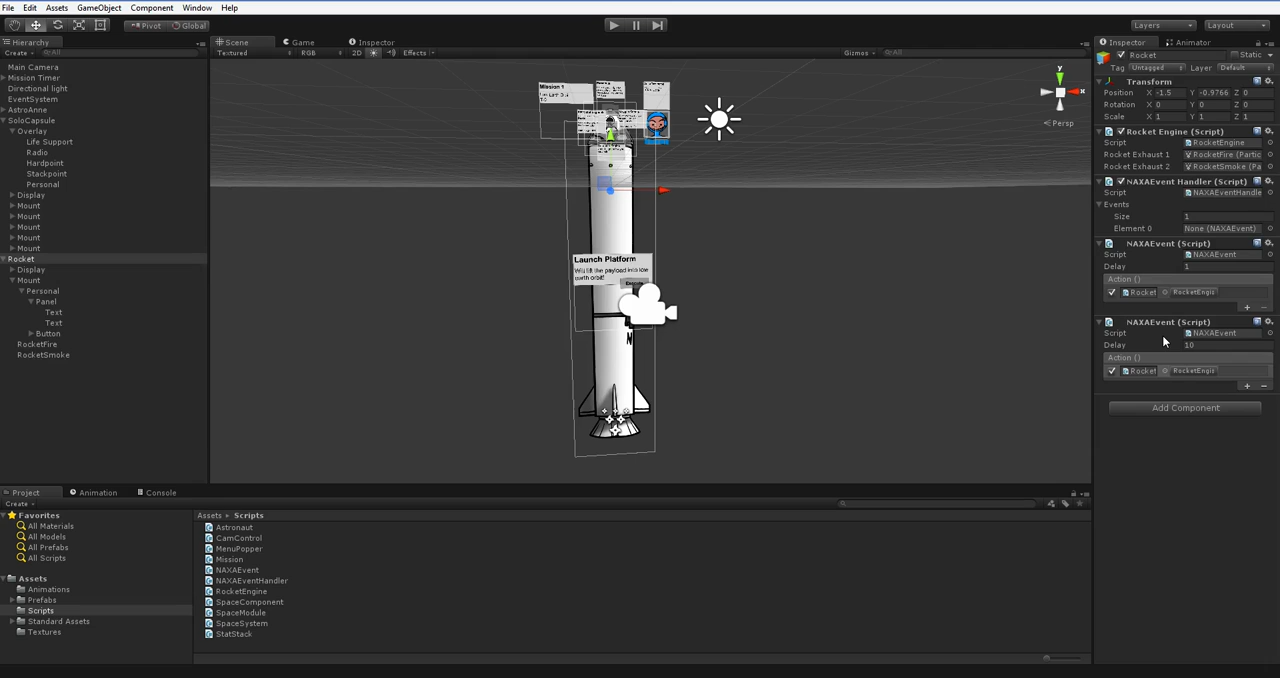 File Edit Assets GameObject Component Window Help
Pivot Global
Layers Layout
Hierarchy
Create All
Main Camera
Mission Timer
Directional light
EventSystem
AstroAnne
SoloCapsule
Overlay
Life Support
Radio
Hardpoint
Stackpoint
Personal
Display
Mount
Mount
Mount
Mount
Mount
Rocket
Display
Mount
Personal
Panel
Text
Text
Button
RocketFire
RocketSmoke
Scene Game Inspector
Textured RGB 2D Effects Gizmos All
Mission 1
y
Persp
Launch Platform
Will lift the payload into low
earth orbit!
N
Inspector Animator
Rocket Static
Tag Untagged Layer Default
Transform
Position X -1.5 Y -0.9766 Z 0
Rotation X 0 Y 0 Z 0
Scale X 1 Y 1 Z 1
Rocket Engine (Script)
Script RocketEngine
Rocket Exhaust 1 RocketFire (Partic
Rocket Exhaust 2 RocketSmoke (Pa
NAXAEvent Handler (Script)
Script NAXAEventHandle
Events
Size 1
Element 0 None (NAXAEvent)
NAXAEvent (Script)
Script NAXAEvent
Delay 1
Action ()
Rocket RocketEngis
NAXAEvent (Script)
Script NAXAEvent
Delay 10
Action ()
Rocket RocketEngis
Add Component
Project Animation Console
Create
Favorites
All Materials
All Models
All Prefabs
All Scripts
Assets
Animations
Prefabs
Scripts
Standard Assets
Textures
Assets Scripts
Astronaut
CamControl
MenuPopper
Mission
NAXAEvent
NAXAEventHandler
RocketEngine
SpaceComponent
SpaceModule
SpaceSystem
StatStack